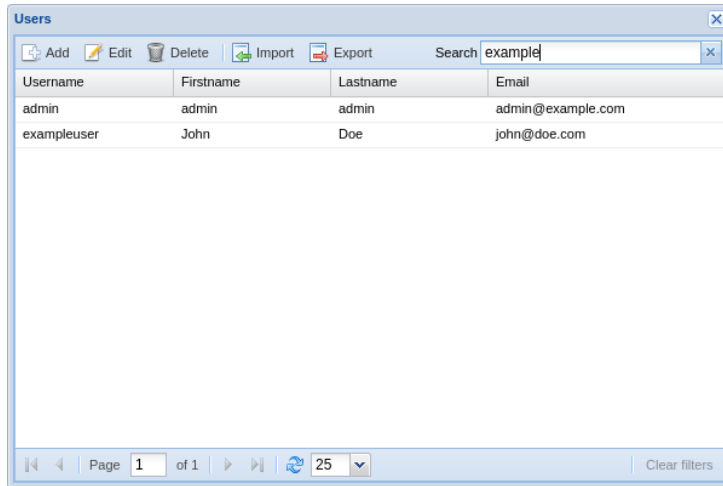 Users
Add Edit Delete Import Export Search example
Username Firstname Lastname Email
admin admin admin admin@example.com
exampleuser John Doe john@doe.com
Page 1 of 1 25 Clear filters